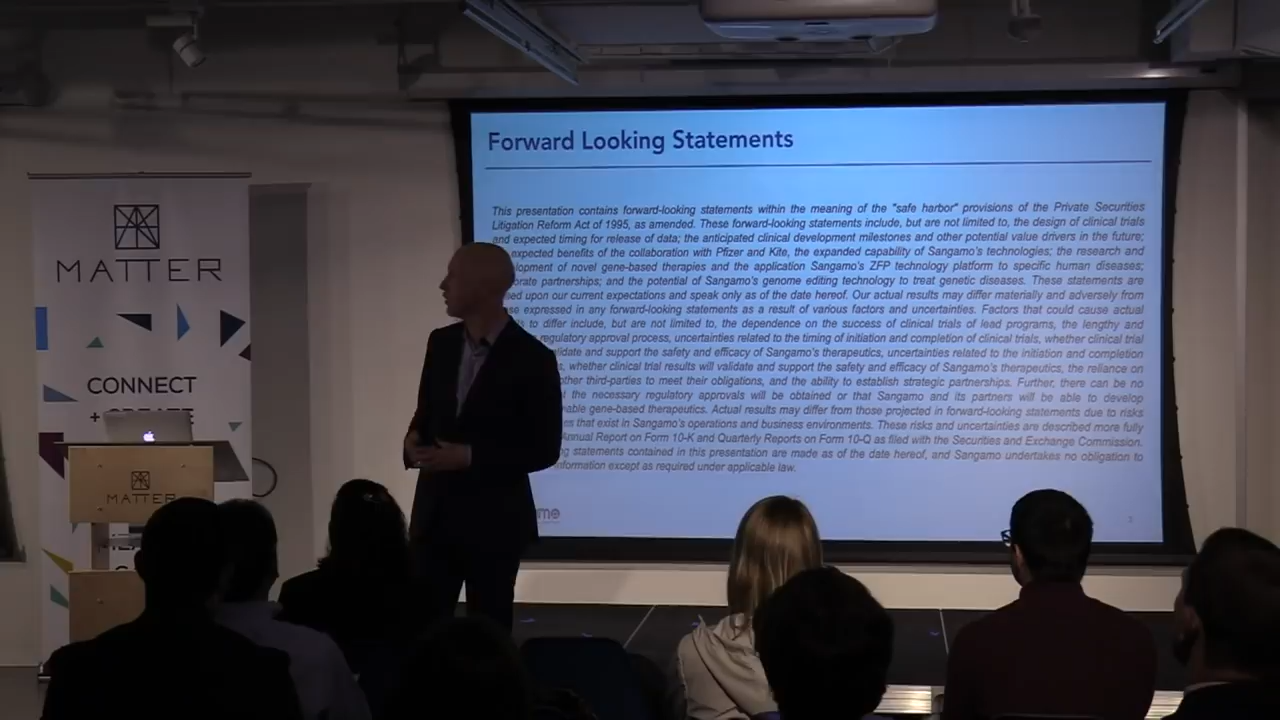 Forward Looking Statements
This presentation contains forward-looking statements within the meaning of the "safe harbor" provisions of the Private Securities
Litigation Reform Act of 1995, as amended. These forward-looking statements include, but are not limited to, the design of clinical trials
and expected timing for release of data; the anticipated clinical development milestones and other potential value drivers in the future;
expected benefits of the collaboration with Pfizer and Kite, the expanded capability of Sangamo's technologies; the research and
of novel gene-based therapies and the application Sangamo's ZFP technology platform to specific human diseases;
partnerships; and the potential of Sangamo's genome editing technology to treat genetic diseases. These statements are
upon our current expectations and speak only as of the date hereof. Our actual results may differ materially and adversely from
expressed in any forward-looking statements as a result of various factors and uncertainties. Factors that could cause actual
to differ include, but are not limited to, the dependence on the success of clinical trials of lead programs, the lengthy and
regulatory approval process, uncertainties related to the timing of initiation and completion of clinical trials, whether clinical trial
and support the safety and efficacy of Sangamo's therapeutics, uncertainties related to the initiation and completion
whether clinical trial results will validate and support the safety and efficacy of Sangamo's therapeutics, the reliance on
other third-parties to meet their obligations, and the ability to establish strategic partnerships. Further, there can be no
the necessary regulatory approvals will be obtained or that Sangamo and its partners will be able to develop
gene-based therapeutics. Actual results may differ from those projected in forward-looking statements due to risks
that exist in Sangamo's operations and business environments. These risks and uncertainties are described more fully
Annual Report on Form 10-K and Quarterly Reports on Form 10-Q as filed with the Securities and Exchange Commission.
statements contained in this presentation are made as of the date hereof, and Sangamo undertakes no obligation to
information except as required under applicable law.
MATTER
CONNECT
+ CREATE
MATTER